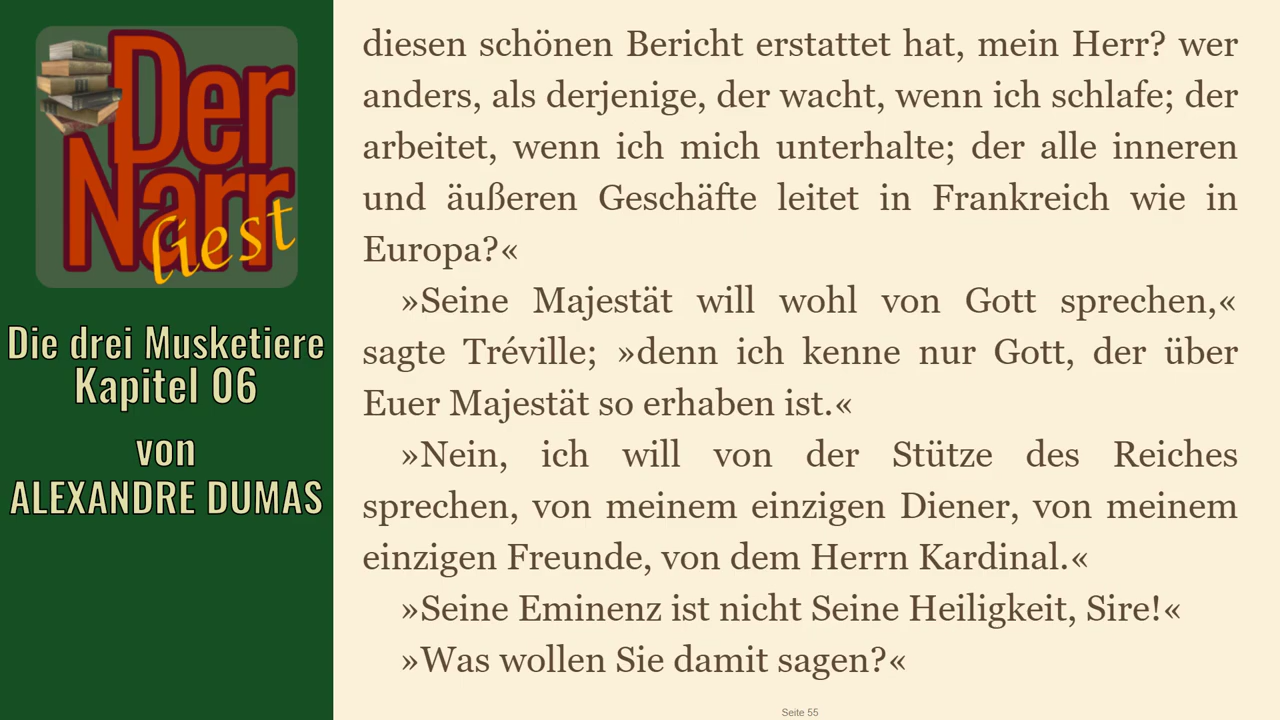 Der
Narr
liest
Die drei Musketiere
Kapitel 06
von
ALEXANDRE DUMAS
diesen schönen Bericht erstattet hat, mein Herr? wer
anders, als derjenige, der wacht, wenn ich schlafe; der
arbeitet, wenn ich mich unterhalte; der alle inneren
und äußeren Geschäfte leitet in Frankreich wie in
Europa?«
»Seine Majestät will wohl von Gott sprechen,«
sagte Tréville; »denn ich kenne nur Gott, der über
Euer Majestät so erhaben ist.«
»Nein, ich will von der Stütze des Reiches
sprechen, von meinem einzigen Diener, von meinem
einzigen Freunde, von dem Herrn Kardinal.«
»Seine Eminenz ist nicht Seine Heiligkeit, Sire!«
»Was wollen Sie damit sagen?«
Seite 55